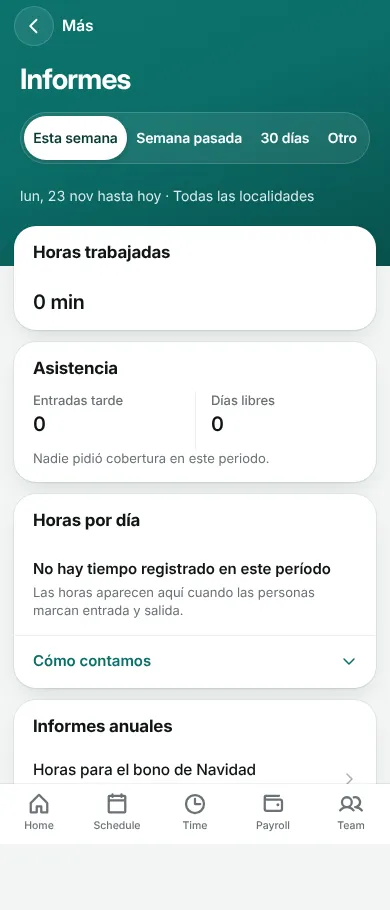 Más
Informes
Esta semana
Semana pasada
30 días
Otro
lun, 23 nov hasta hoy · Todas las localidades
Horas trabajadas
0 min
Asistencia
Entradas tarde
Días libres
0
0
Nadie pidió cobertura en este periodo.
Horas por día
No hay tiempo registrado en este período
Las horas aparecen aquí cuando las personas
marcan entrada y salida.
Cómo contamos
Informes anuales
Horas para el bono de Navidad
Home
Schedule
Time
Payroll
Team